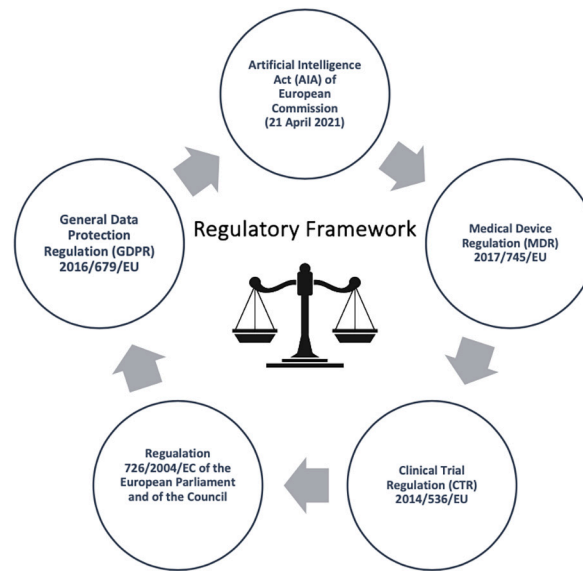 Artificial Intelligence
Act (AIA) of
European
Commission
(21 April 2021)
General Data
Protection
Regulation (GDPR)
2016/679/EU
Regulatory Framework
Medical Device
Regulation (MDR)
2017/745/EU
Regualation
726/2004/EC of the
European Parliament
and of the Council
Clinical Trial
Regulation (CTR)
2014/536/EU